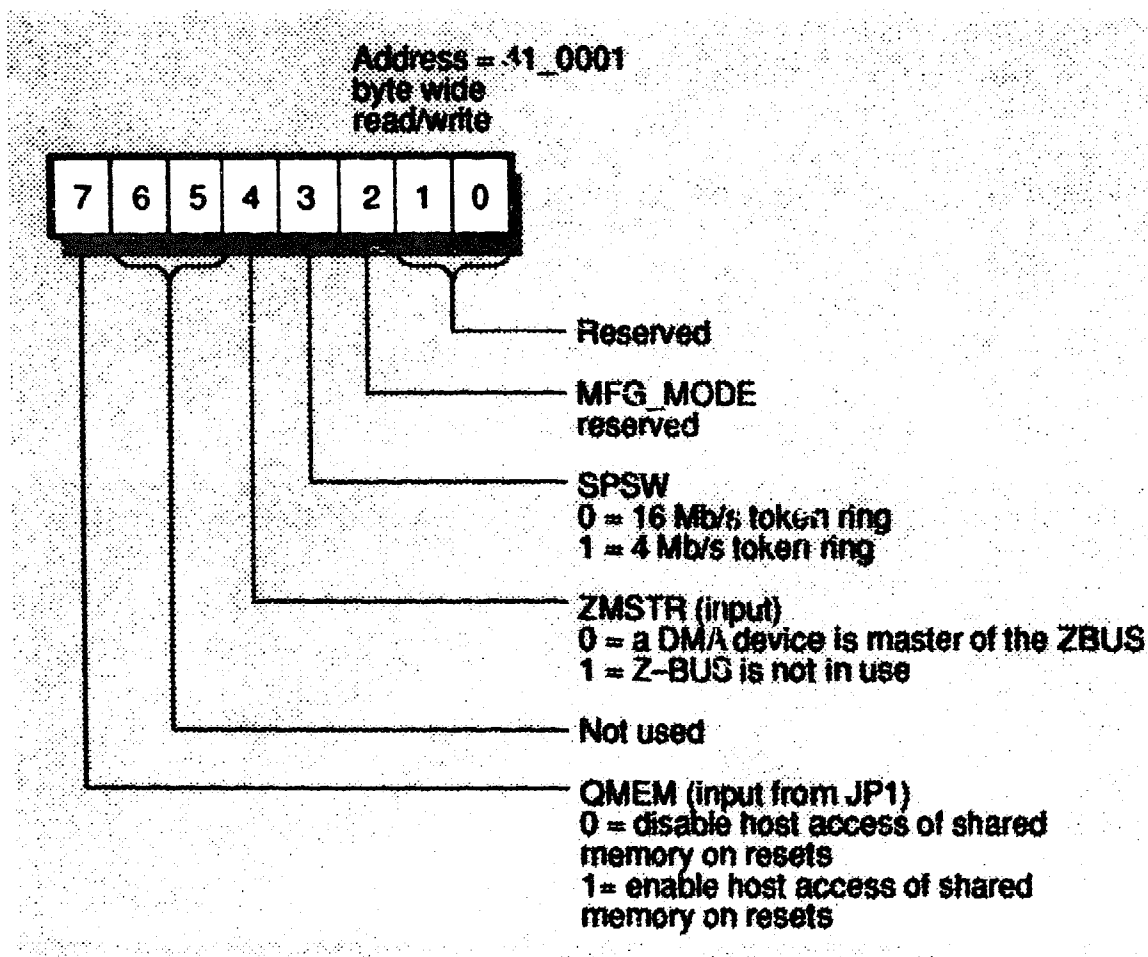 Address = 41_0001
byte wide
read/write
7 6 5 4 3 2 1 0
Reserved
MFG_MODE
reserved
SPSW
0 = 16 Mb/s token ring
1 = 4 Mb/s token ring
ZMSTR (input)
0 = a DMA device is master of the ZBUS
1 = Z-BUS is not in use
Not used
QMEM (input from JP1)
0 = disable host access of shared
memory on resets
1= enable host access of shared
memory on resets